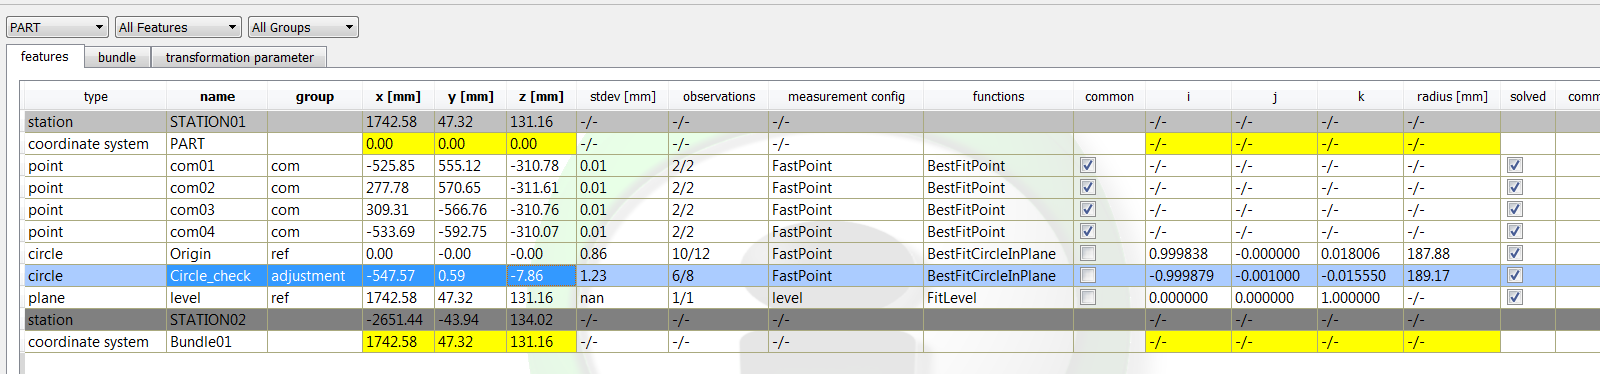 PART All Features All Groups
features bundle transformation parameter
type name group x [mm] y [mm] z [mm] stdev [mm] observations measurement config functions common i j k radius [mm] solved comm
station STATION01 1742.58 47.32 131.16 -/- -/- -/- -/- -/- -/- -/-
coordinate system PART 0.00 0.00 0.00 -/- -/- -/- -/- -/- -/- -/-
point com01 com -525.85 555.12 -310.78 0.01 2/2 FastPoint BestFitPoint -/- -/- -/- -/-
point com02 com 277.78 570.65 -311.61 0.01 2/2 FastPoint BestFitPoint -/- -/- -/- -/-
point com03 com 309.31 -566.76 -310.76 0.01 2/2 FastPoint BestFitPoint -/- -/- -/- -/-
point com04 com -533.69 -592.75 -310.07 0.01 2/2 FastPoint BestFitPoint -/- -/- -/- -/-
circle Origin ref 0.00 -0.00 -0.00 0.86 10/12 FastPoint BestFitCircleInPlane 0.999838 -0.000000 0.018006 187.88
circle Circle_check adjustment -547.57 0.59 -7.86 1.23 6/8 FastPoint BestFitCircleInPlane -0.999879 -0.001000 -0.015550 189.17
plane level ref 1742.58 47.32 131.16 nan 1/1 level FitLevel 0.000000 0.000000 1.000000 -/-
station STATION02 -2651.44 -43.94 134.02 -/- -/- -/- -/- -/- -/- -/-
coordinate system Bundle01 1742.58 47.32 131.16 -/- -/- -/- -/- -/- -/- -/-